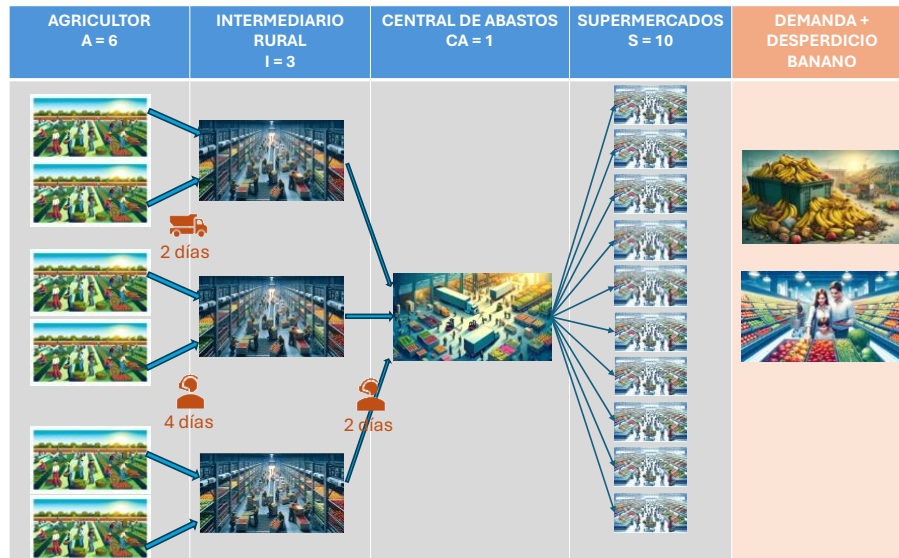 AGRICULTOR
A = 6
INTERMEDIARIO
RURAL
I = 3
CENTRAL DE ABASTOS
CA = 1
SUPERMERCADOS
S = 10
DEMANDA +
DESPERDICIO
BANANO
2 días
4 días
2 días